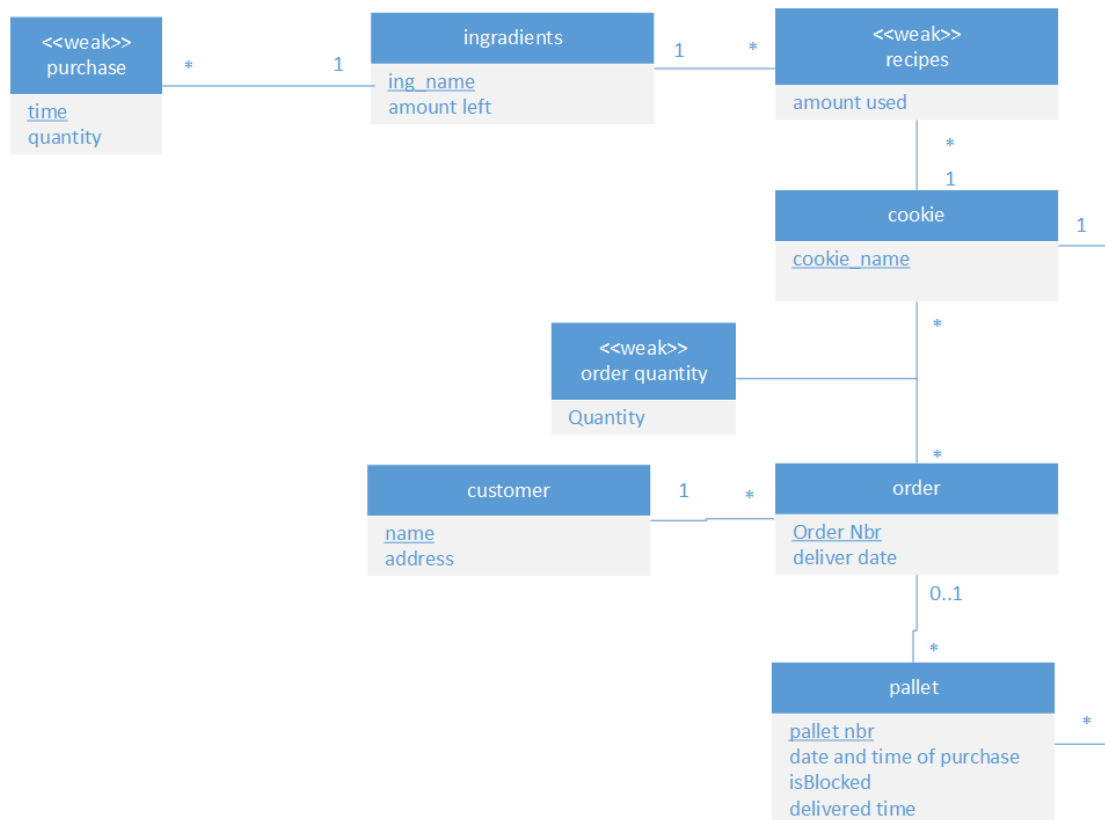 <<weak>>
purchase
time
quantity
*
1
ingradients
ing_name
amount left
1
*
<<weak>>
recipes
amount used
*
1
cookie
cookie_name
1
*
<<weak>>
order quantity
Quantity
*
customer
name
address
1
*
order
Order Nbr
deliver date
0..1
*
pallet
pallet nbr
date and time of purchase
isBlocked
delivered time
*